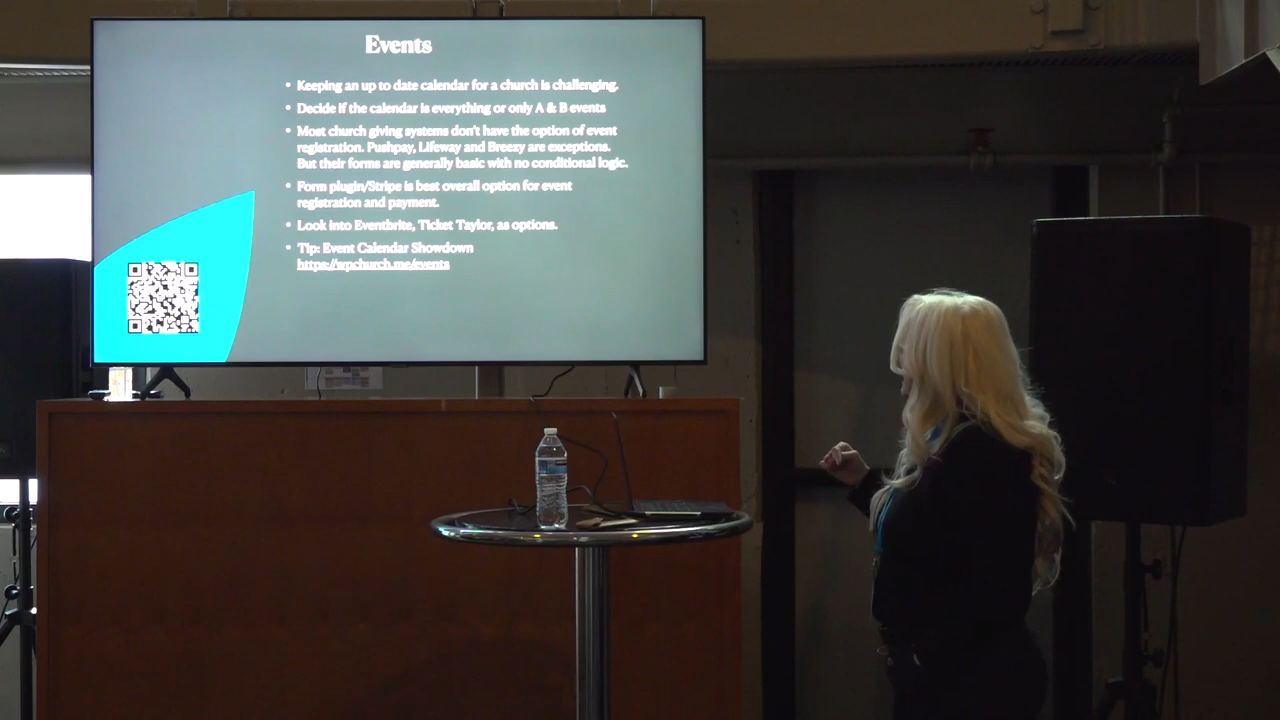 Events
• Keeping an up to date calendar for a church is challenging.
• Decide if the calendar is everything or only A & B events
• Most church giving systems don't have the option of event
registration. Pushpay, Lifeway and Breezy are exceptions.
But their forms are generally basic with no conditional logic.
• Form plugin/Stripe is best overall option for event
registration and payment.
• Look into Eventbrite, Ticket Taylor, as options.
• Tip: Event Calendar Showdown
https://wpchurch.me/events